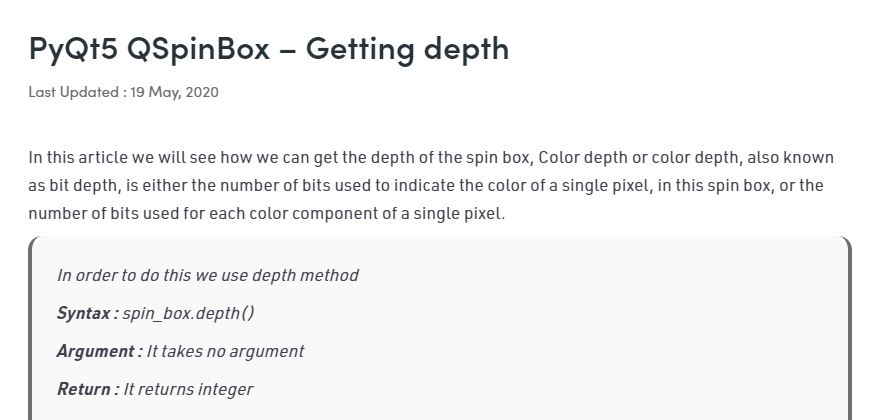 PyQt5 QSpinBox – Getting depth
Last Updated : 19 May, 2020
In this article we will see how we can get the depth of the spin box, Color depth or color depth, also known
as bit depth, is either the number of bits used to indicate the color of a single pixel, in this spin box, or the
number of bits used for each color component of a single pixel.
In order to do this we use depth method
Syntax : spin_box.depth()
Argument : It takes no argument
Return : It returns integer